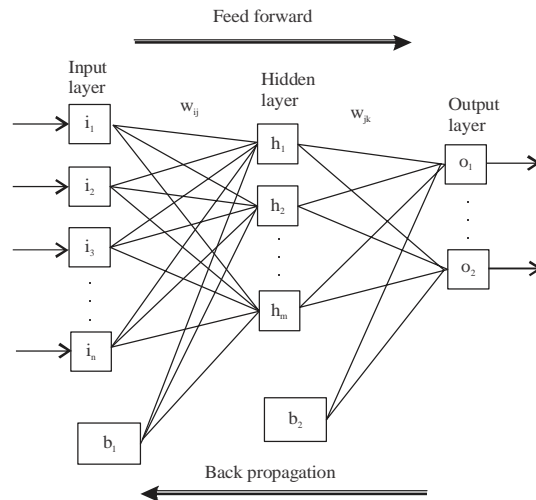 Feed forward
Input
layer
Hidden
layer
Output
layer
w_ij
w_jk
i_1
h_1
o_1
i_2
h_2
i_3
o_2
h_m
i_n
b_1
b_2
Back propagation